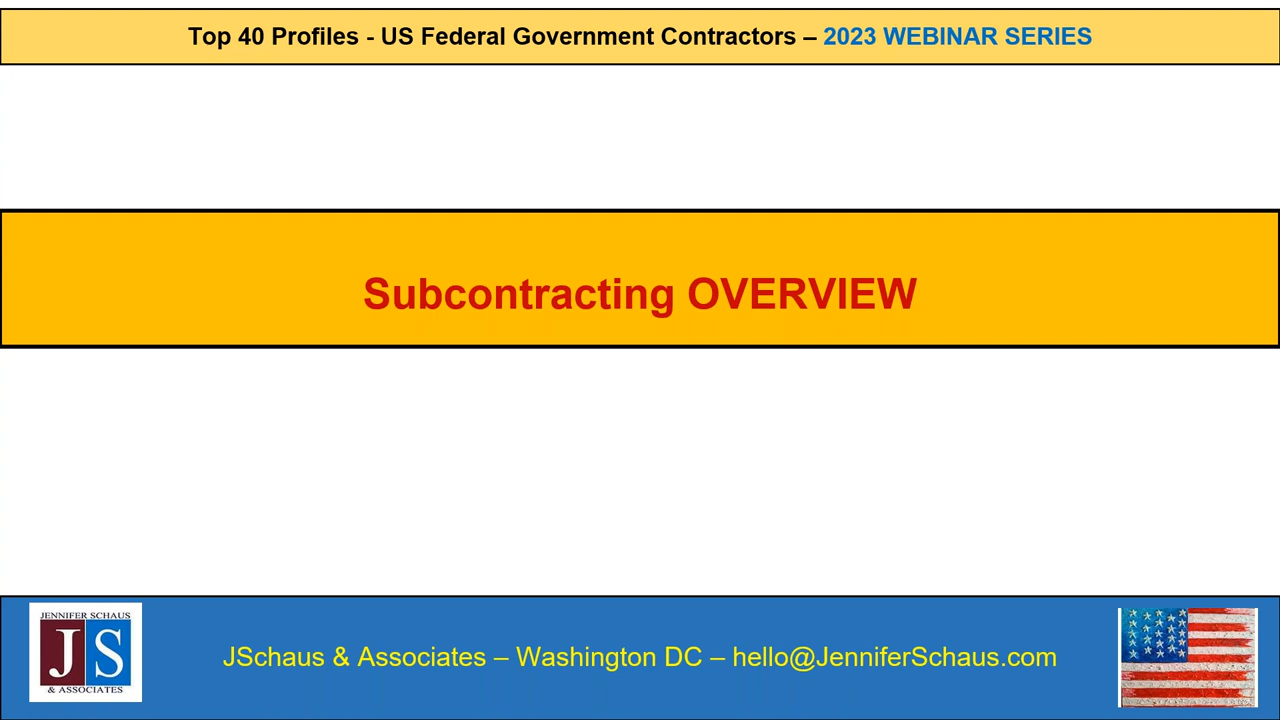 Top 40 Profiles - US Federal Government Contractors – 2023 WEBINAR SERIES
Subcontracting OVERVIEW
JENNIFER SCHAUS
JS
& ASSOCIATES
JSchaus & Associates – Washington DC – hello@JenniferSchaus.com